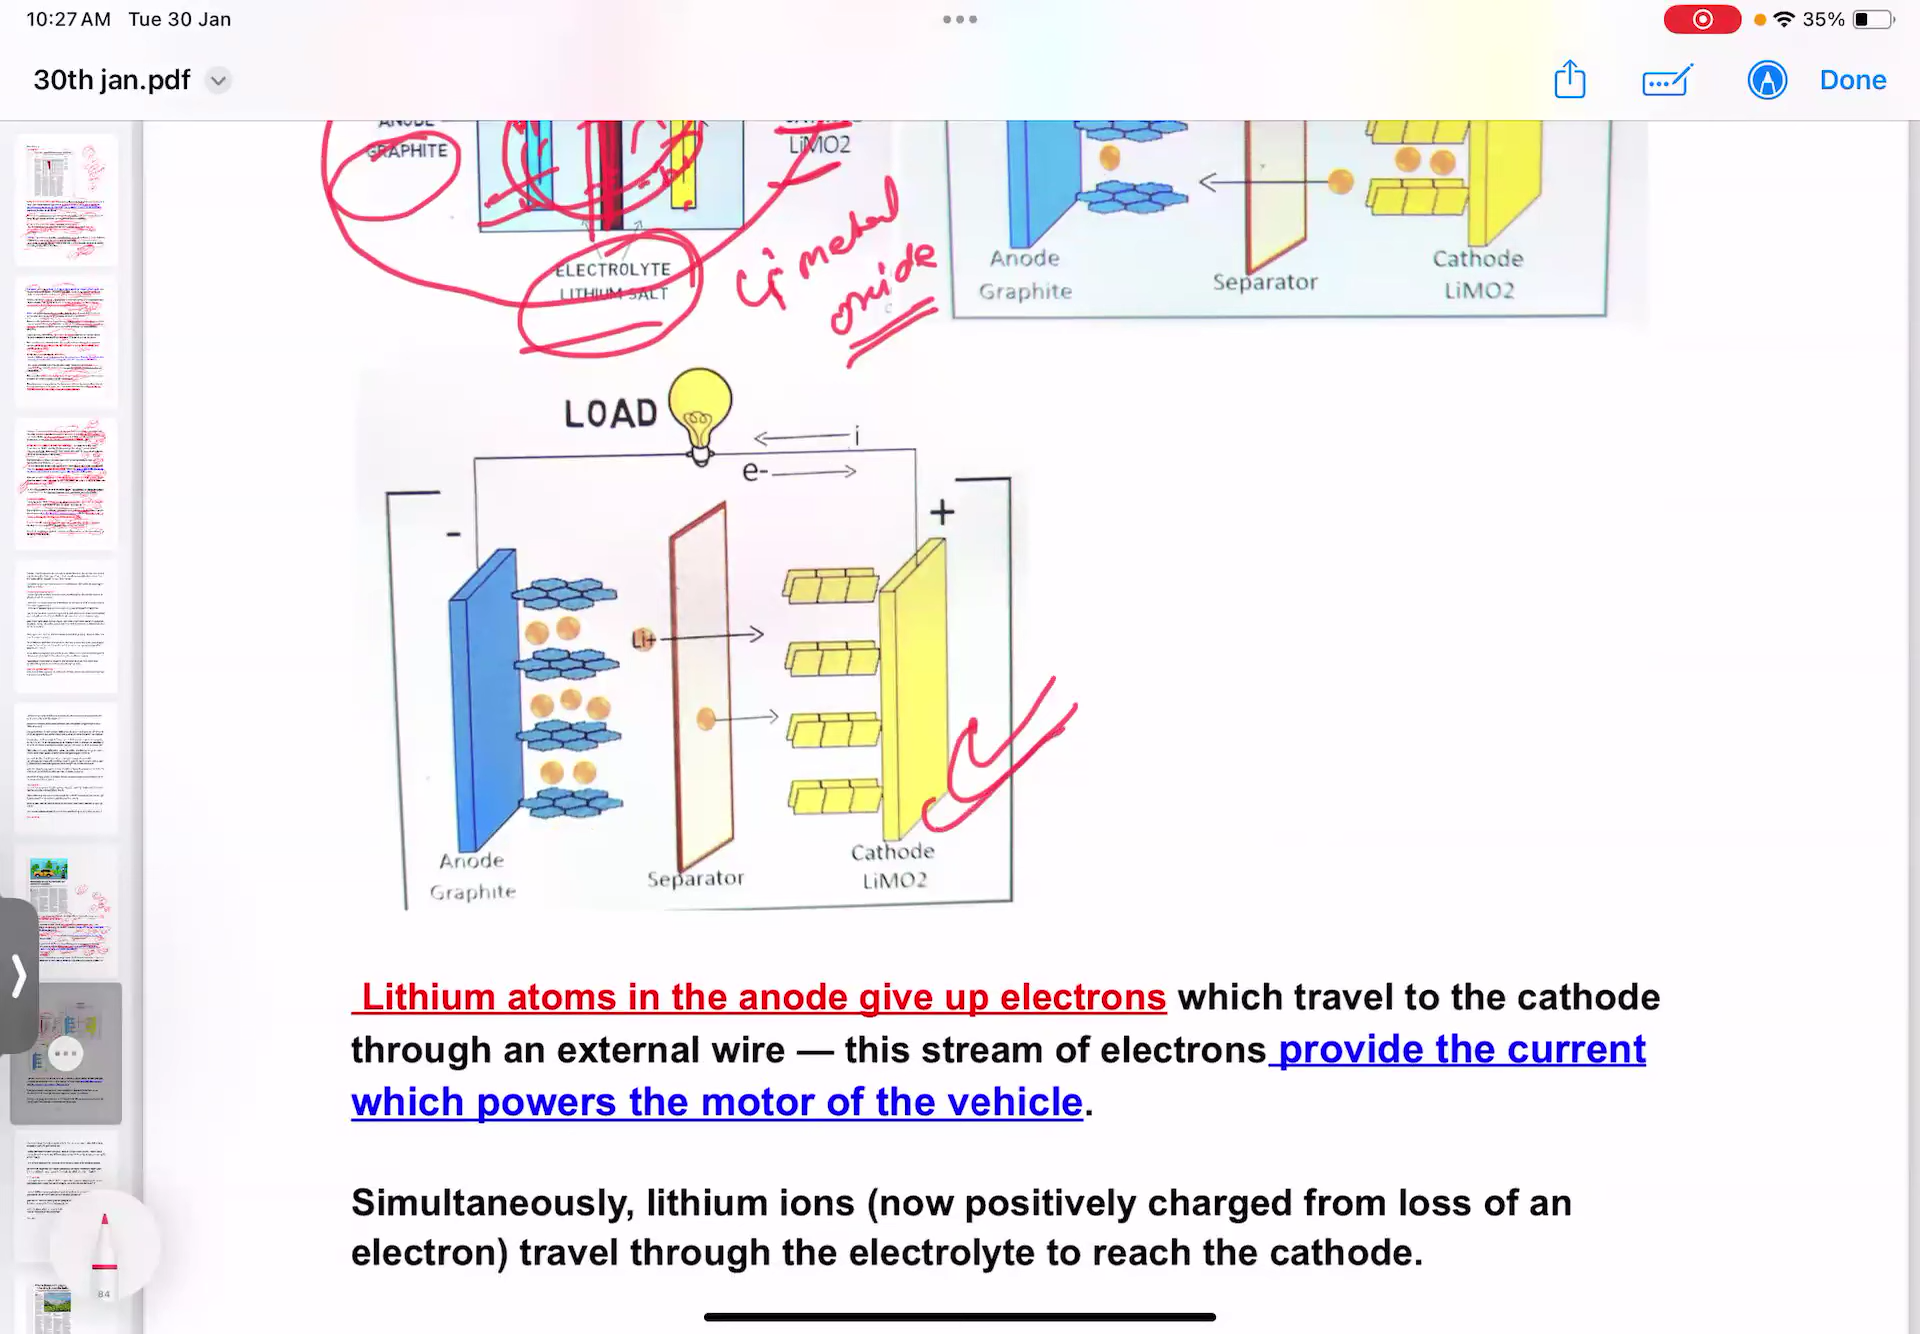 10:27 AM Tue 30 Jan
35%
30th jan.pdf
Done
ANODE
GRAPHITE
LiMO2
ELECTROLYTE
LITHIUM SALT
Li metal
oxide
Anode
Graphite
Separator
Cathode
LiMO2
LOAD
i
e-
-
+
Li+
Anode
Graphite
Separator
Cathode
LiMO2
Lithium atoms in the anode give up electrons which travel to the cathode
through an external wire — this stream of electrons provide the current
which powers the motor of the vehicle.
Simultaneously, lithium ions (now positively charged from loss of an
electron) travel through the electrolyte to reach the cathode.
84